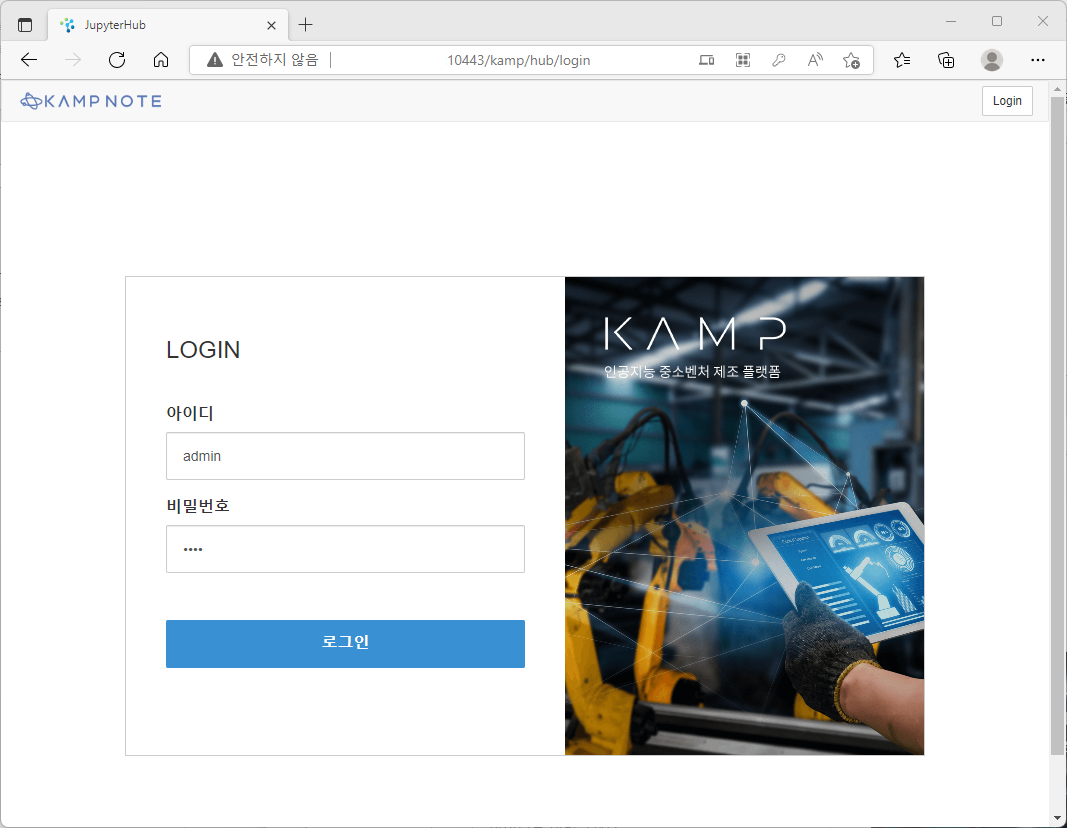 JupyterHub
안전하지 않음
10443/kamp/hub/login
KAMP NOTE
Login
LOGIN
아이디
admin
비밀번호
••••
로그인
KAMP
인공지능 중소벤처 제조 플랫폼